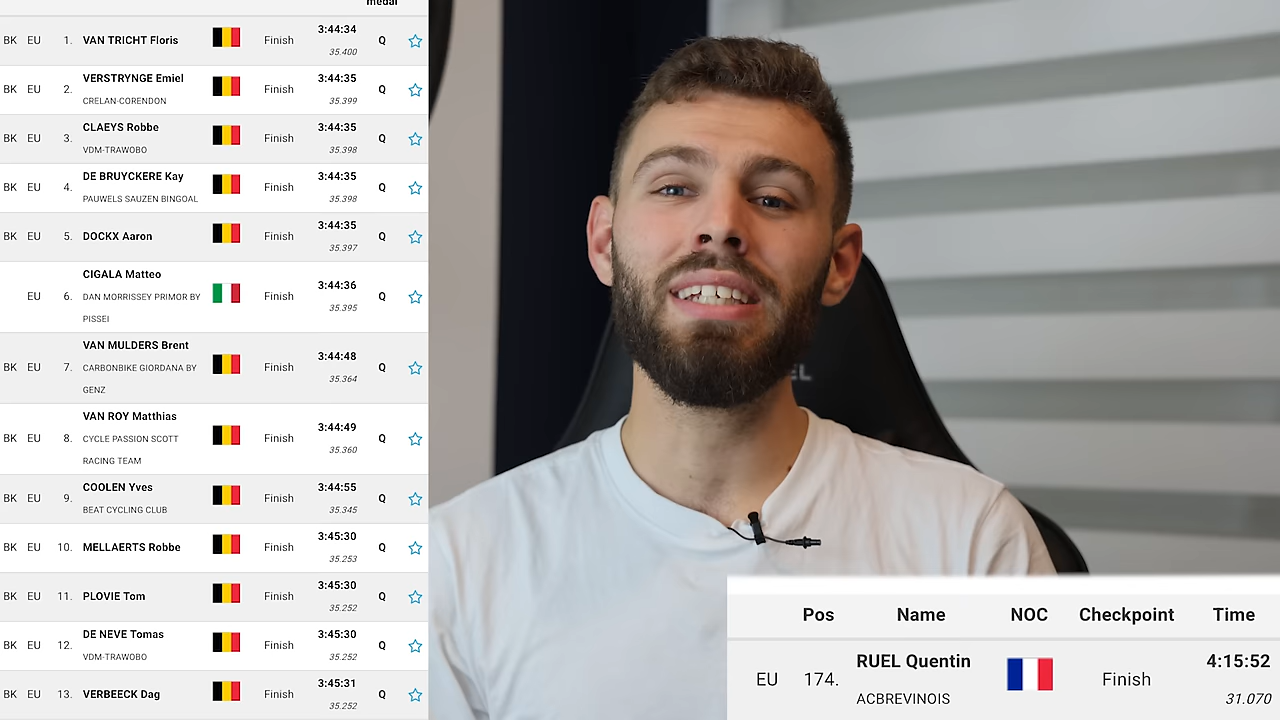 medal
BK EU 1. VAN TRICHT Floris Finish 3:44:34 Q
35.400
VERSTRYNGE Emiel
BK EU 2. Finish 3:44:35 Q
CRELAN-CORENDON 35.399
CLAEYS Robbe
BK EU 3. Finish 3:44:35 Q
VDM-TRAWOBO 35.398
DE BRUYCKERE Kay
BK EU 4. Finish 3:44:35 Q
PAUWELS SAUZEN BINGOAL 35.398
BK EU 5. DOCKX Aaron Finish 3:44:35 Q
35.397
CIGALA Matteo
EU 6. DAN MORRISSEY PRIMOR BY Finish 3:44:36 Q
PISSEI 35.395
VAN MULDERS Brent
BK EU 7. CARBONBIKE GIORDANA BY Finish 3:44:48 Q
GENZ 35.364
VAN ROY Matthias
BK EU 8. CYCLE PASSION SCOTT Finish 3:44:49 Q
RACING TEAM 35.360
COOLEN Yves
BK EU 9. Finish 3:44:55 Q
BEAT CYCLING CLUB 35.345
BK EU 10. MELLAERTS Robbe Finish 3:45:30 Q
35.253
BK EU 11. PLOVIE Tom Finish 3:45:30 Q
35.252
DE NEVE Tomas
BK EU 12. Finish 3:45:30 Q
VDM-TRAWOBO 35.252
BK EU 13. VERBEECK Dag Finish 3:45:31 Q
35.252
EL
Pos Name NOC Checkpoint Time
RUEL Quentin 4:15:52
EU 174. Finish
ACBREVINOIS 31.070